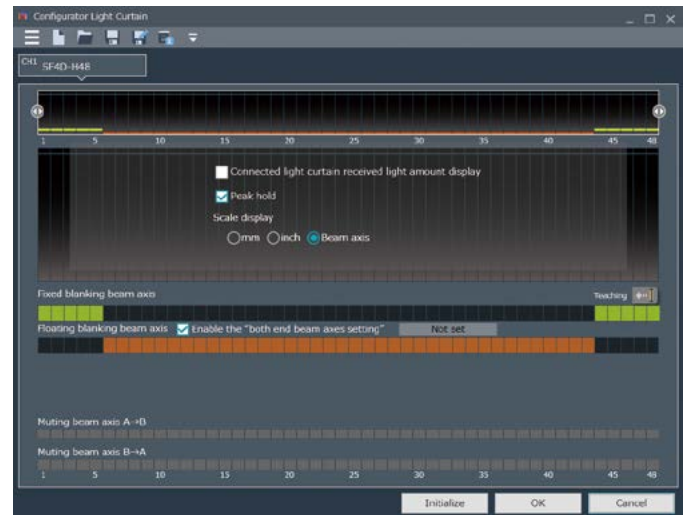 Configurator Light Curtain
CH1 SF4D-H48
1 5 10 15 20 25 30 35 40 45 48
Connected light curtain received light amount display
Peak hold
Scale display
mm inch Beam axis
Fixed blanking beam axis Teaching
Floating blanking beam axis Enable the "both end beam axes setting" Not set
Muting beam axis A→B
Muting beam axis B→A
1 5 10 15 20 25 30 35 40 45 48
Initialize OK Cancel